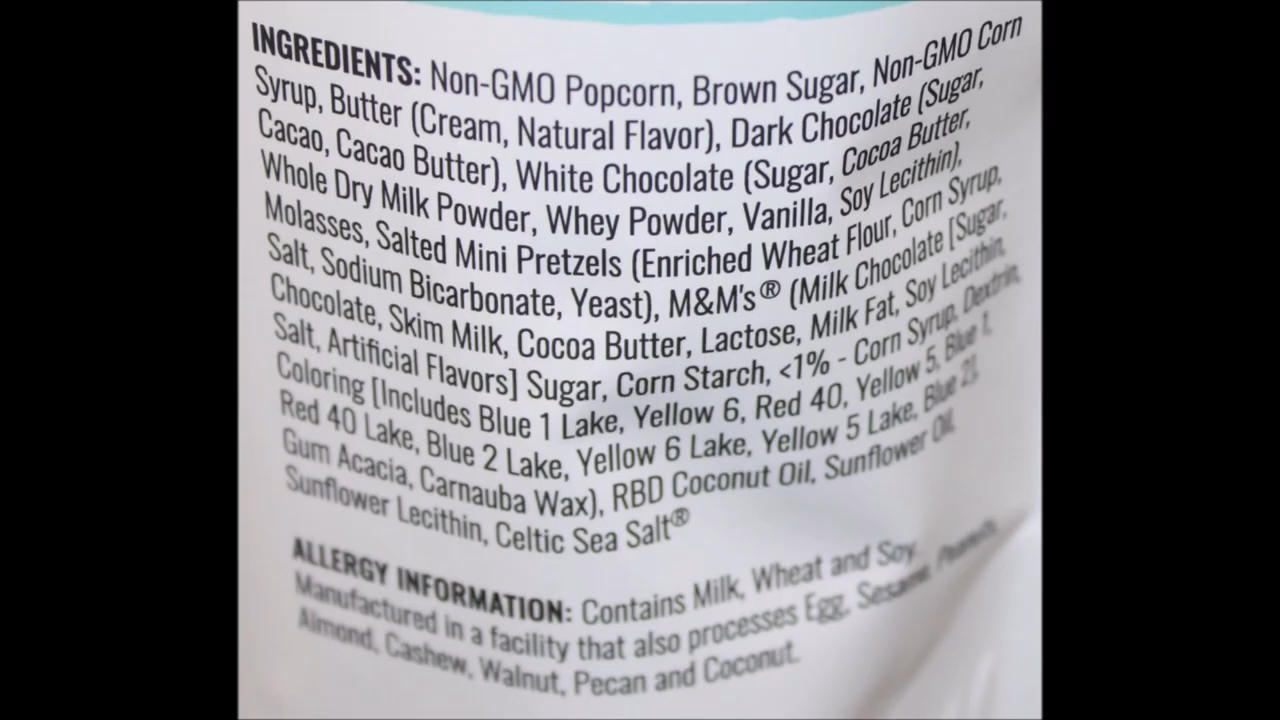 INGREDIENTS: Non-GMO Popcorn, Brown Sugar, Non-GMO Corn
Syrup, Butter (Cream, Natural Flavor), Dark Chocolate (Sugar,
Cacao, Cacao Butter), White Chocolate (Sugar, Cocoa Butter,
Whole Dry Milk Powder, Whey Powder, Vanilla, Soy Lecithin),
Molasses, Salted Mini Pretzels (Enriched Wheat Flour, Corn Syrup,
Salt, Sodium Bicarbonate, Yeast), M&M's® (Milk Chocolate [Sugar,
Chocolate, Skim Milk, Cocoa Butter, Lactose, Milk Fat, Soy Lecithin,
Salt, Artificial Flavors] Sugar, Corn Starch, <1% - Corn Syrup, Dextrin,
Coloring [Includes Blue 1 Lake, Yellow 6, Red 40, Yellow 5, Blue 1,
Red 40 Lake, Blue 2 Lake, Yellow 6 Lake, Yellow 5 Lake, Blue 2],
Gum Acacia, Carnauba Wax), RBD Coconut Oil, Sunflower Oil,
Sunflower Lecithin, Celtic Sea Salt®
ALLERGY INFORMATION: Contains Milk, Wheat and Soy.
Manufactured in a facility that also processes Egg, Sesame, Peanuts,
Almond, Cashew, Walnut, Pecan and Coconut.